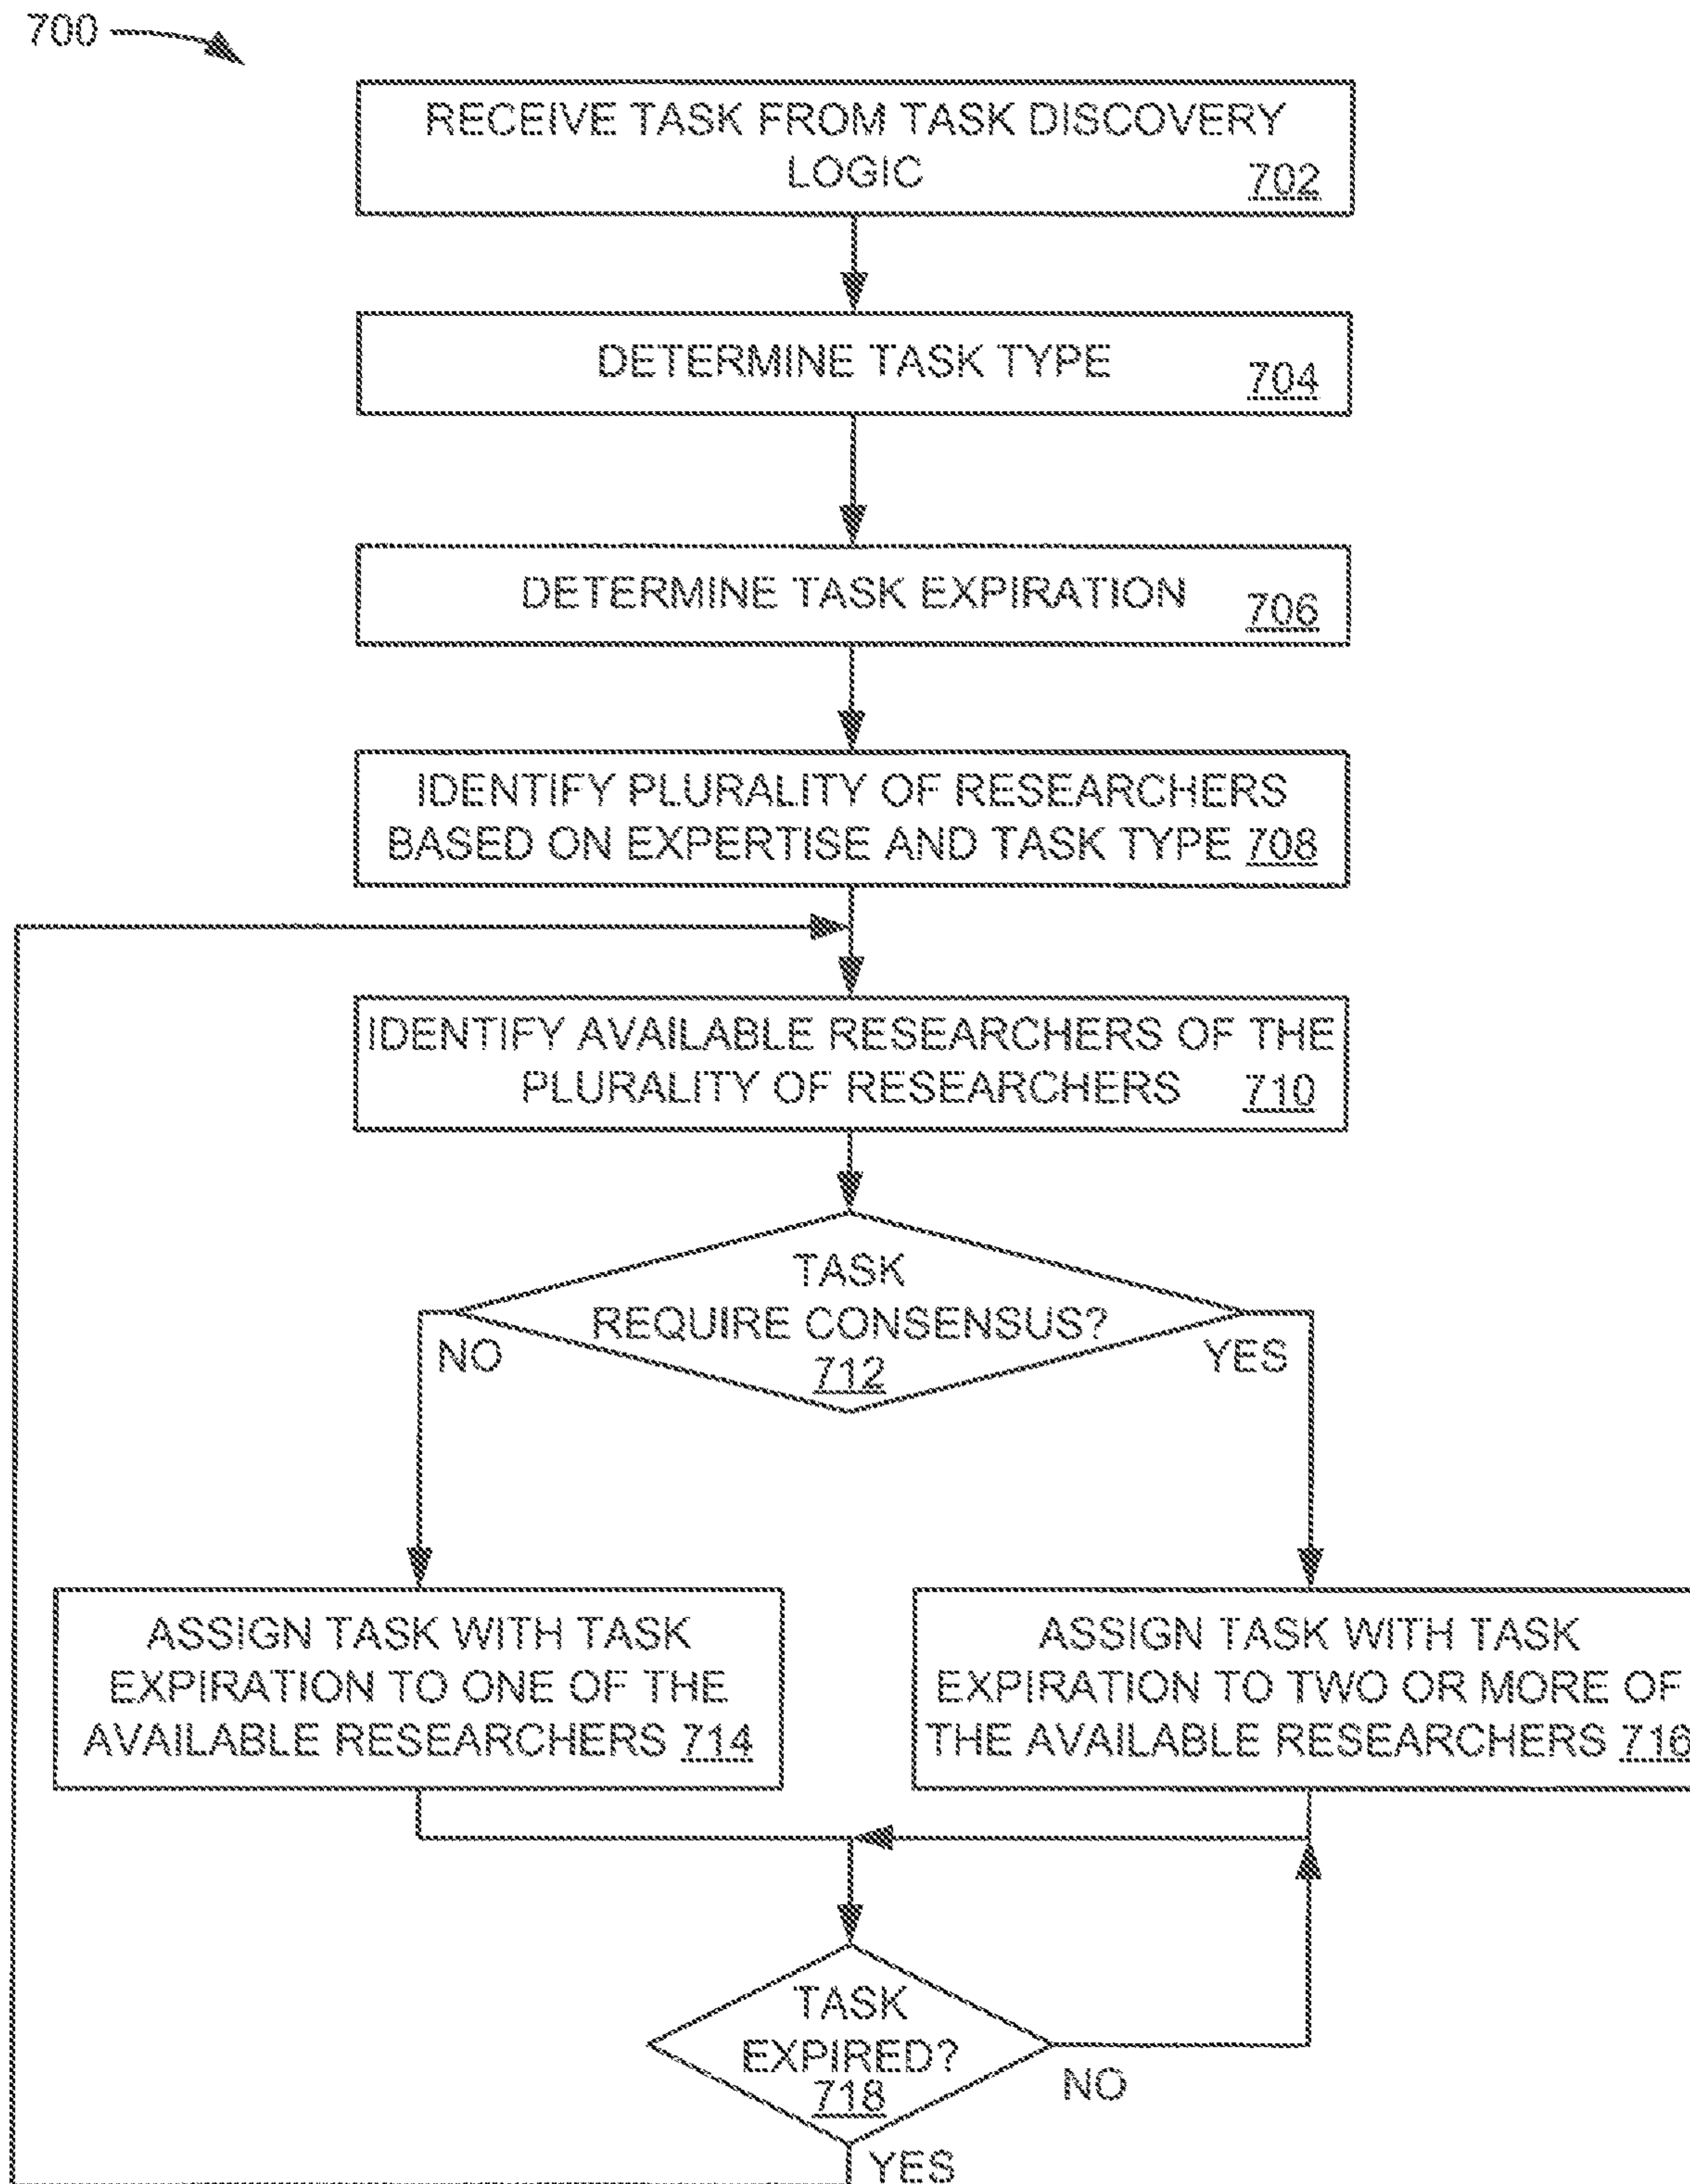 700
RECEIVE TASK FROM TASK DISCOVERY
LOGIC
702
DETERMINE TASK TYPE
704
DETERMINE TASK EXPIRATION
706
IDENTIFY PLURALITY OF RESEARCHERS
BASED ON EXPERTISE AND TASK TYPE 708
IDENTIFY AVAILABLE RESEARCHERS OF THE
PLURALITY OF RESEARCHERS 710
TASK
REQUIRE CONSENSUS?
712
NO
YES
ASSIGN TASK WITH TASK
EXPIRATION TO ONE OF THE
AVAILABLE RESEARCHERS 714
ASSIGN TASK WITH TASK
EXPIRATION TO TWO OR MORE OF
THE AVAILABLE RESEARCHERS 716
TASK
EXPIRED?
718
NO
YES